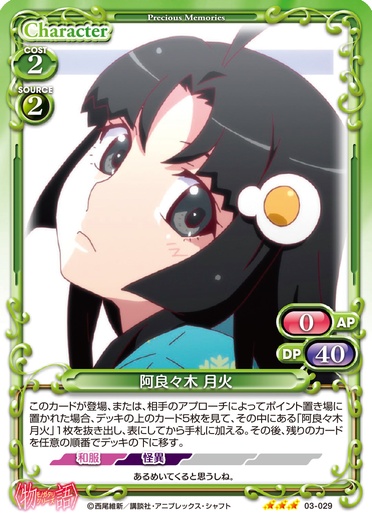 Precious Memories
Character
COST
2
SOURCE
2
0 AP
DP 40
阿良々木 月火
このカードが登場、または、相手のアプローチによってポイント置き場に
置かれた場合、デッキの上のカード5枚を見て、その中にある「阿良々木
月火」1枚を抜き出し、表にしてから手札に加える。その後、残りのカード
を任意の順番でデッキの下に移す。
和服 怪異
あるめいてくると思うしね。
物語
©西尾維新/講談社・アニプレックス・シャフト
03-029